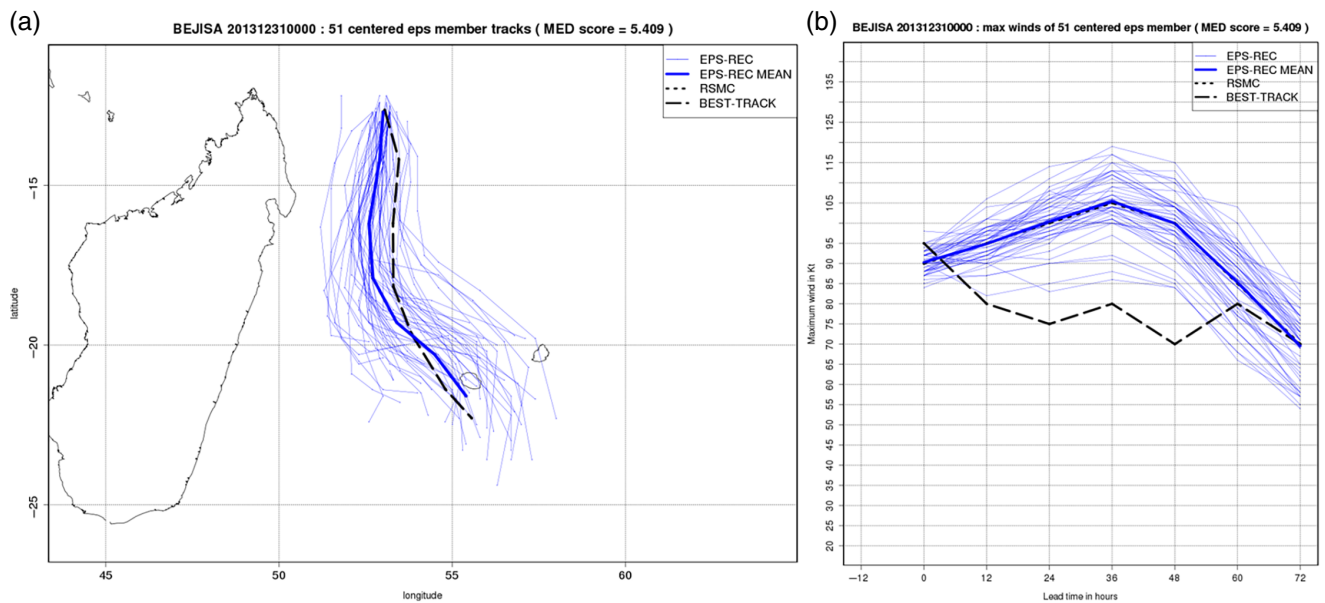 (a)
BEJISA 201312310000 : 51 centered eps member tracks ( MED score = 5.409 )
EPS-REC
EPS-REC MEAN
RSMC
BEST-TRACK
latitude
−15
−20
−25
45
50
55
60
longitude
(b)
BEJISA 201312310000 : max winds of 51 centered eps member ( MED score = 5.409 )
EPS-REC
EPS-REC MEAN
RSMC
BEST-TRACK
Maximum wind in Kt
135
125
115
105
95
90
85
80
75
70
65
60
55
50
45
40
35
30
25
20
−12
0
12
24
36
48
60
72
Lead time in hours